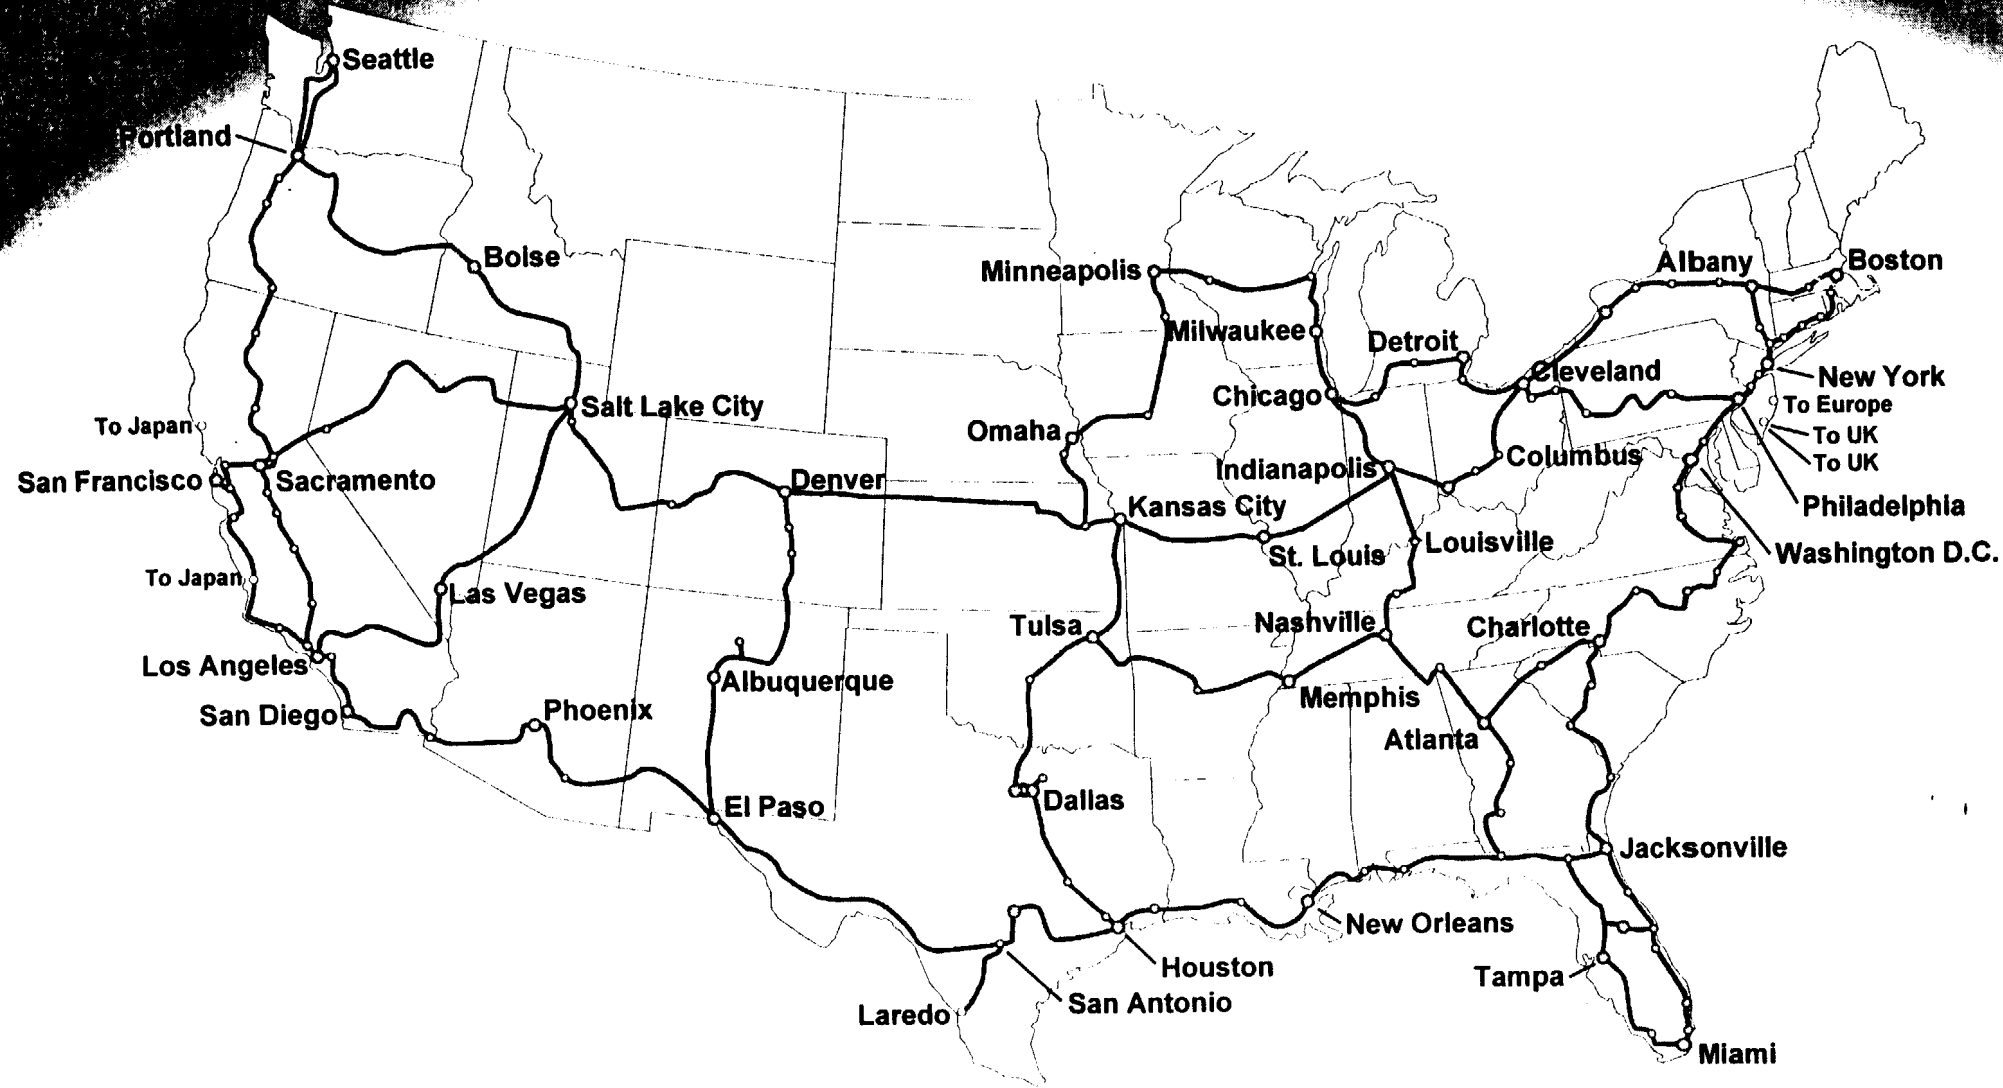 Seattle
Portland
Boise
Minneapolis
Albany
Boston
Milwaukee
Detroit
Cleveland
New York
Chicago
To Europe
Salt Lake City
To Japan
Omaha
To UK
Columbus
To UK
Indianapolis
San Francisco
Sacramento
Denver
Kansas City
Philadelphia
St. Louis
Louisville
Washington D.C.
To Japan
Las Vegas
Tulsa
Nashville
Charlotte
Los Angeles
Albuquerque
Memphis
San Diego
Phoenix
Atlanta
El Paso
Dallas
Jacksonville
New Orleans
Houston
Tampa
San Antonio
Laredo
Miami